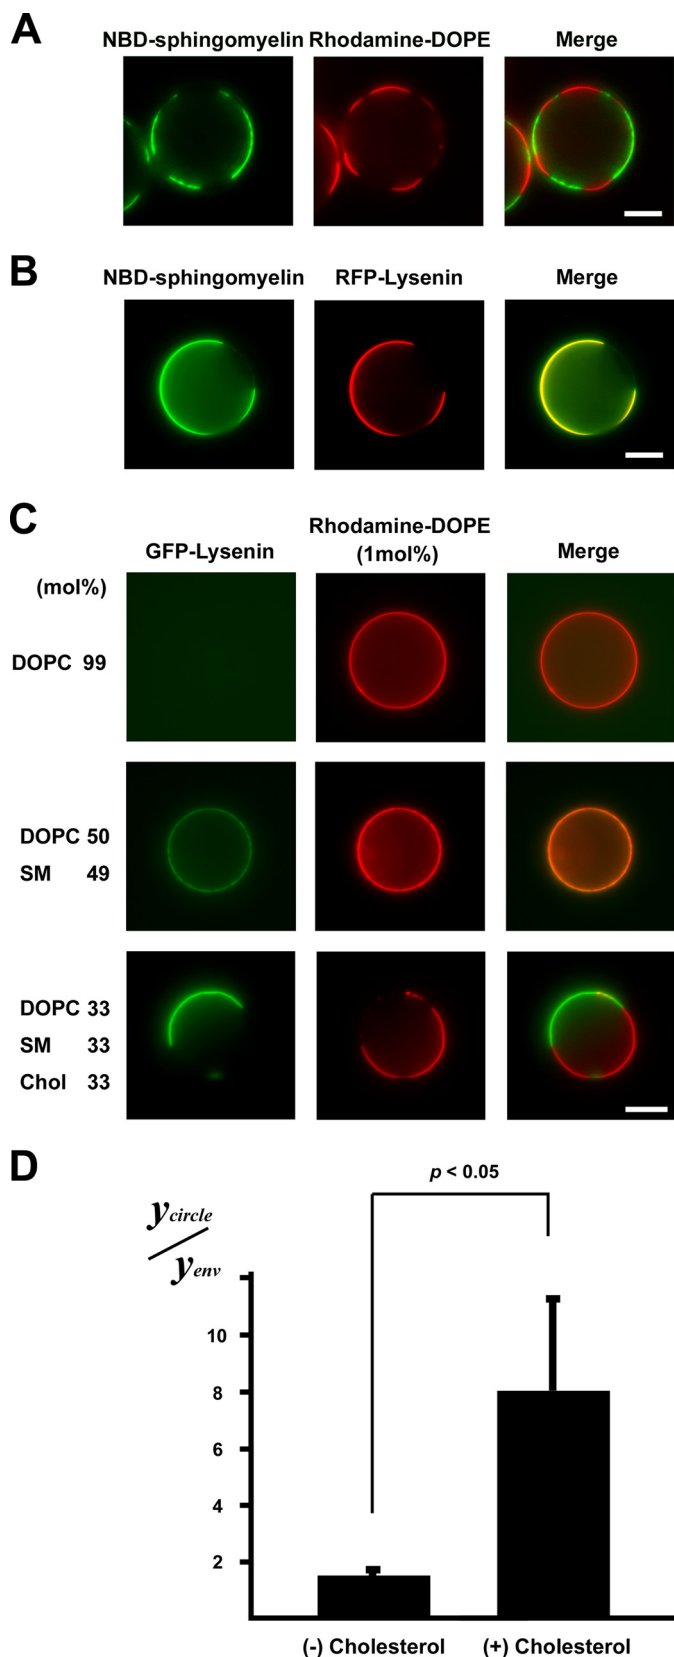 A
NBD-sphingomyelin Rhodamine-DOPE Merge
B
NBD-sphingomyelin RFP-Lysenin Merge
C
Rhodamine-DOPE
GFP-Lysenin (1mol%) Merge
(mol%)
DOPC 99
DOPC 50
SM 49
DOPC 33
SM 33
Chol 33
D
p < 0.05
ycircle
yenv
10
8
6
4
2
(-) Cholesterol (+) Cholesterol